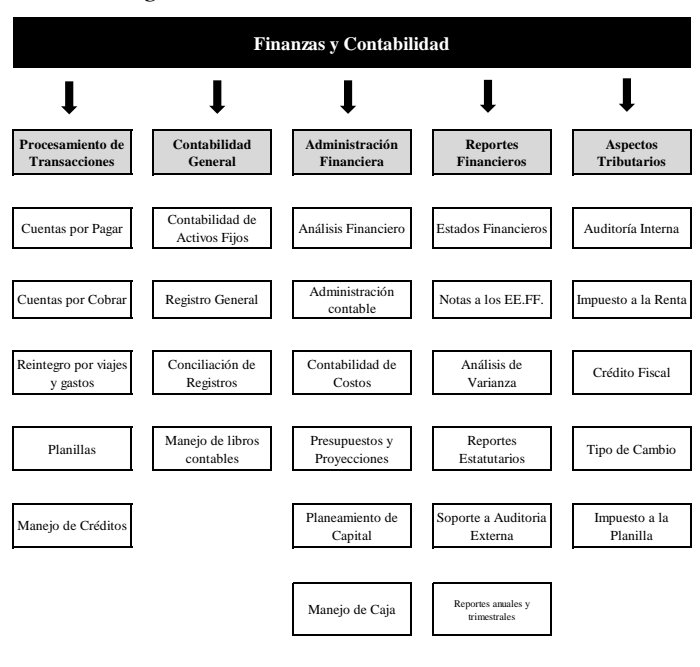 Finanzas y Contabilidad
Procesamiento de
Transacciones
Contabilidad
General
Administración
Financiera
Reportes
Financieros
Aspectos
Tributarios
Cuentas por Pagar
Contabilidad de
Activos Fijos
Análisis Financiero
Estados Financieros
Auditoría Interna
Cuentas por Cobrar
Registro General
Administración
contable
Notas a los EE.FF.
Impuesto a la Renta
Reintegro por viajes
y gastos
Conciliación de
Registros
Contabilidad de
Costos
Análisis de
Varianza
Crédito Fiscal
Planillas
Manejo de libros
contables
Presupuestos y
Proyecciones
Reportes
Estatutarios
Tipo de Cambio
Manejo de Créditos
Planeamiento de
Capital
Soporte a Auditoria
Externa
Impuesto a la
Planilla
Manejo de Caja
Reportes anuales y
trimestrales